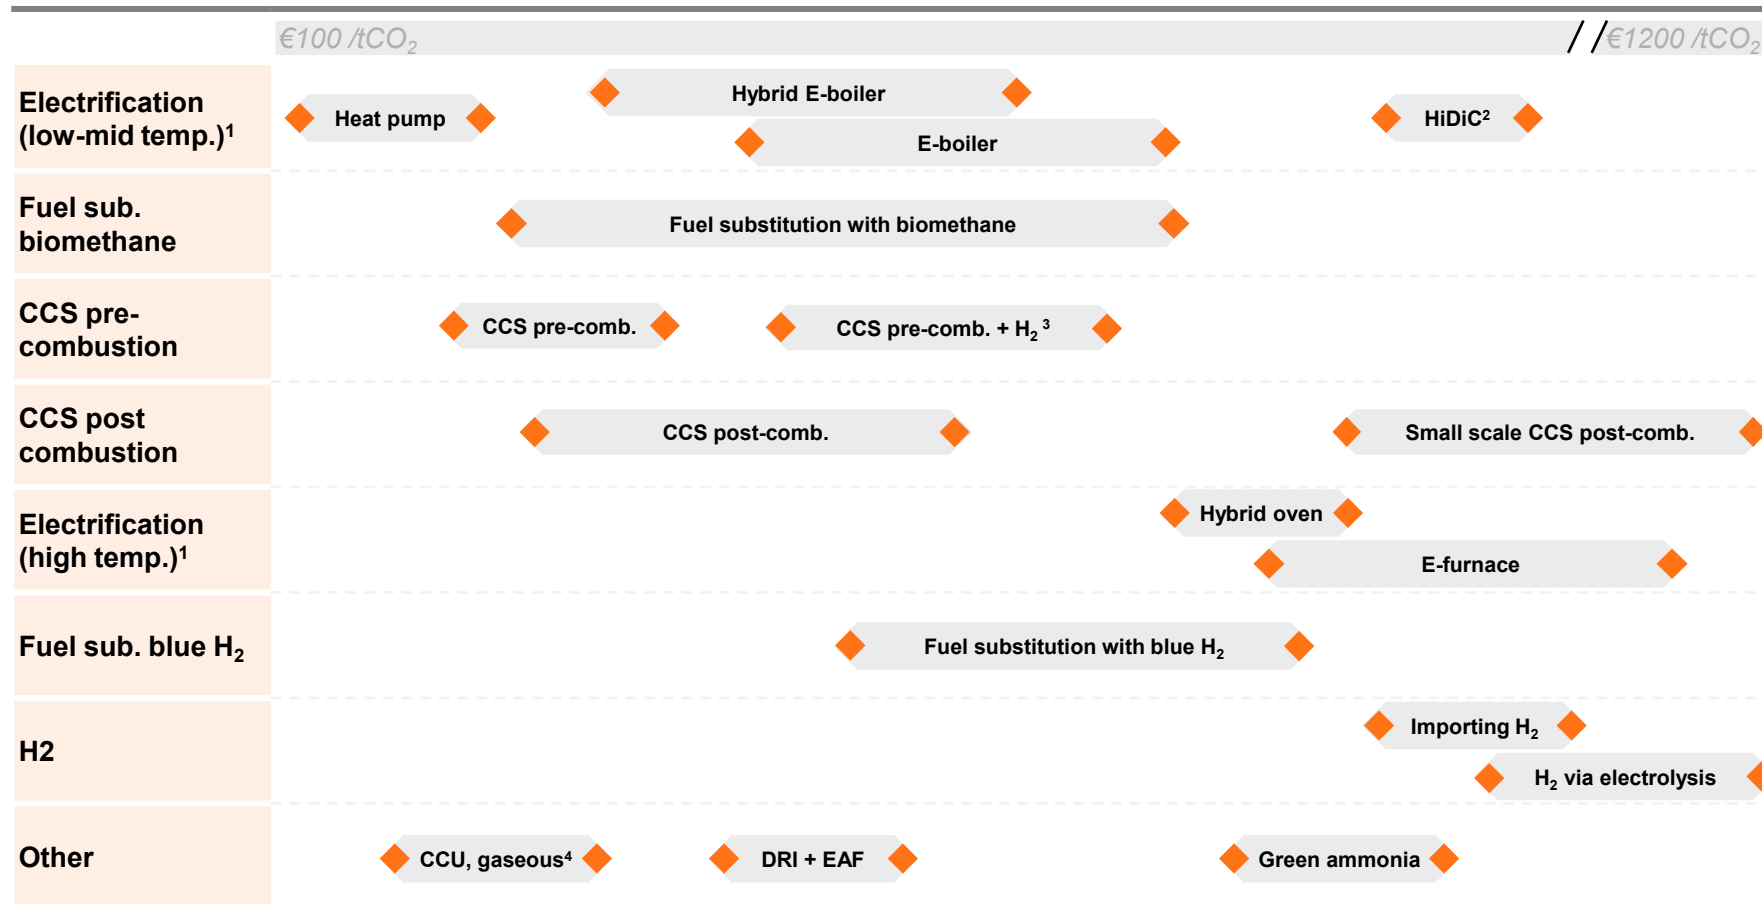 €100 /tCO₂
€1200 /tCO₂
Electrification
(low-mid temp.)¹
Heat pump
Hybrid E-boiler
E-boiler
HiDiC²
Fuel sub.
biomethane
Fuel substitution with biomethane
CCS pre-
combustion
CCS pre-comb.
CCS pre-comb. + H₂ ³
CCS post
combustion
CCS post-comb.
Small scale CCS post-comb.
Electrification
(high temp.)¹
Hybrid oven
E-furnace
Fuel sub. blue H₂
Fuel substitution with blue H₂
H2
Importing H₂
H₂ via electrolysis
Other
CCU, gaseous⁴
DRI + EAF
Green ammonia